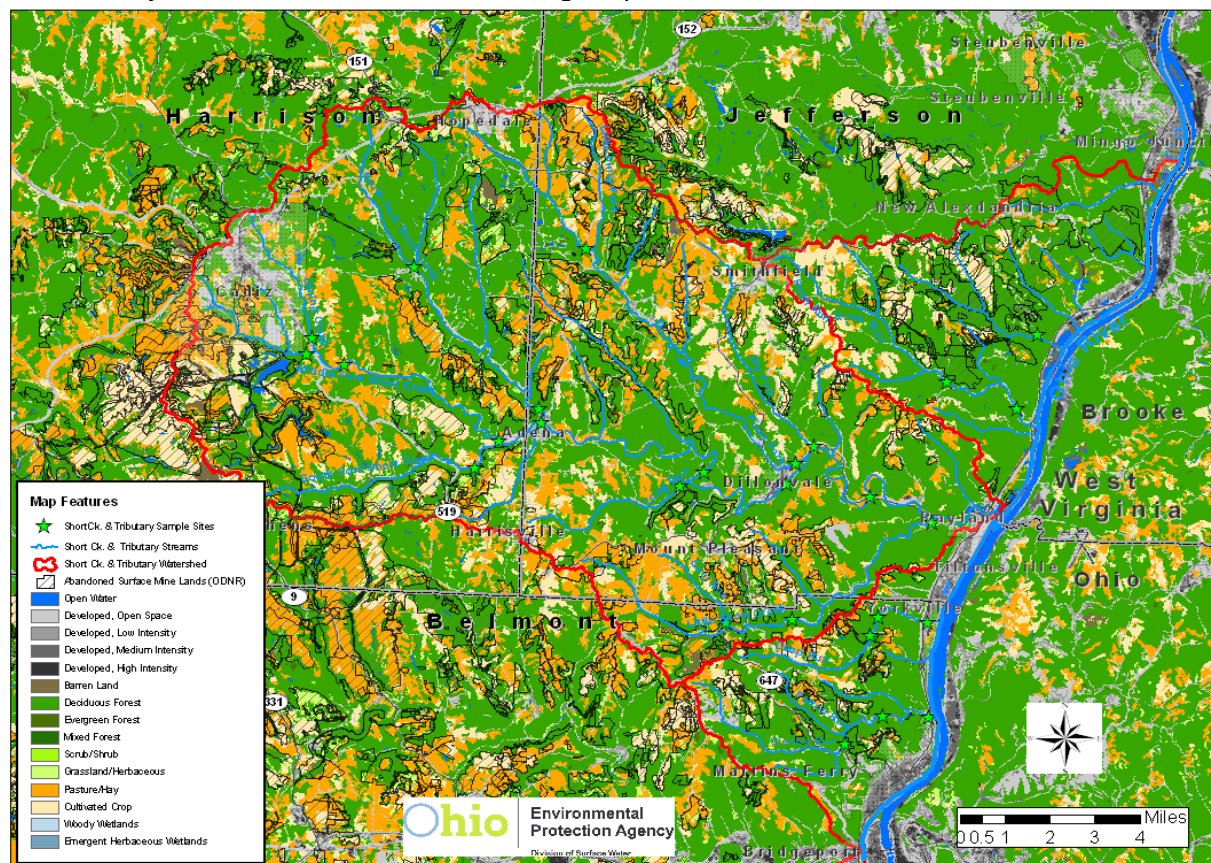 152
Steubenville
151
Steubenville
Harrison
Jefferson
Hopedale
New Alexdandria
Smithfield
Cadiz
Brooke
Adena
West
Virginia
Dillonvale
519
Rayland
Harrisville
Mount Pleasant
Tiltonsville
Ohio
9
Yorkville
Belmont
647
331
Martins Ferry
Bridgeport
Map Features
Short Ck. & Tributary Sample Sites
Short Ck. & Tributary Streams
Short Ck. & Tributary Watershed
Abandoned Surface Mine Lands (ODNR)
Open Water
Developed, Open Space
Developed, Low Intensity
Developed, Medium Intensity
Developed, High Intensity
Barren Land
Deciduous Forest
Evergreen Forest
Mixed Forest
Scrub/Shrub
Grassland/Herbaceous
Pasture/Hay
Cultivated Crop
Woody Wetlands
Emergent Herbaceous Wetlands
Ohio
Environmental
Protection Agency
Division of Surface Water
W E
Miles
0 0.5 1 2 3 4